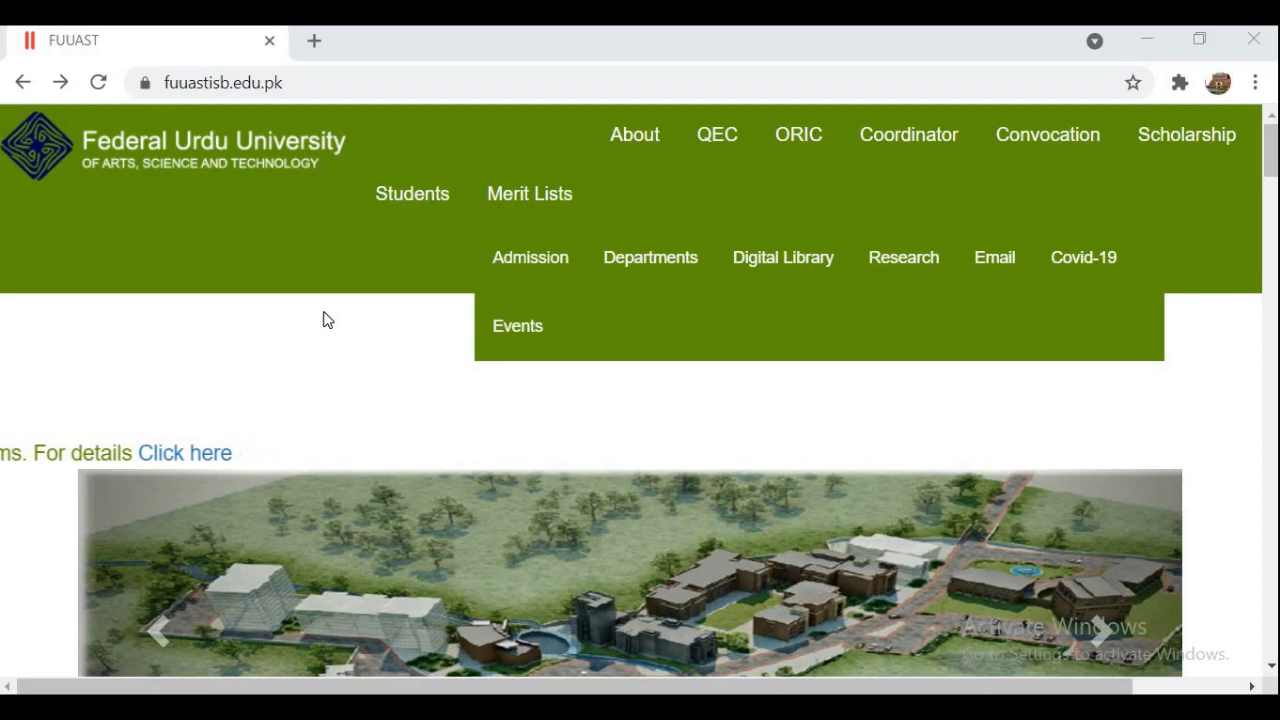 FUUAST
fuuastisb.edu.pk
Federal Urdu University
OF ARTS, SCIENCE AND TECHNOLOGY
About QEC ORIC Coordinator Convocation Scholarship
Students Merit Lists
Admission Departments Digital Library Research Email Covid-19
Events
ms. For details Click here
Activate Windows
Go to Settings to activate Windows.